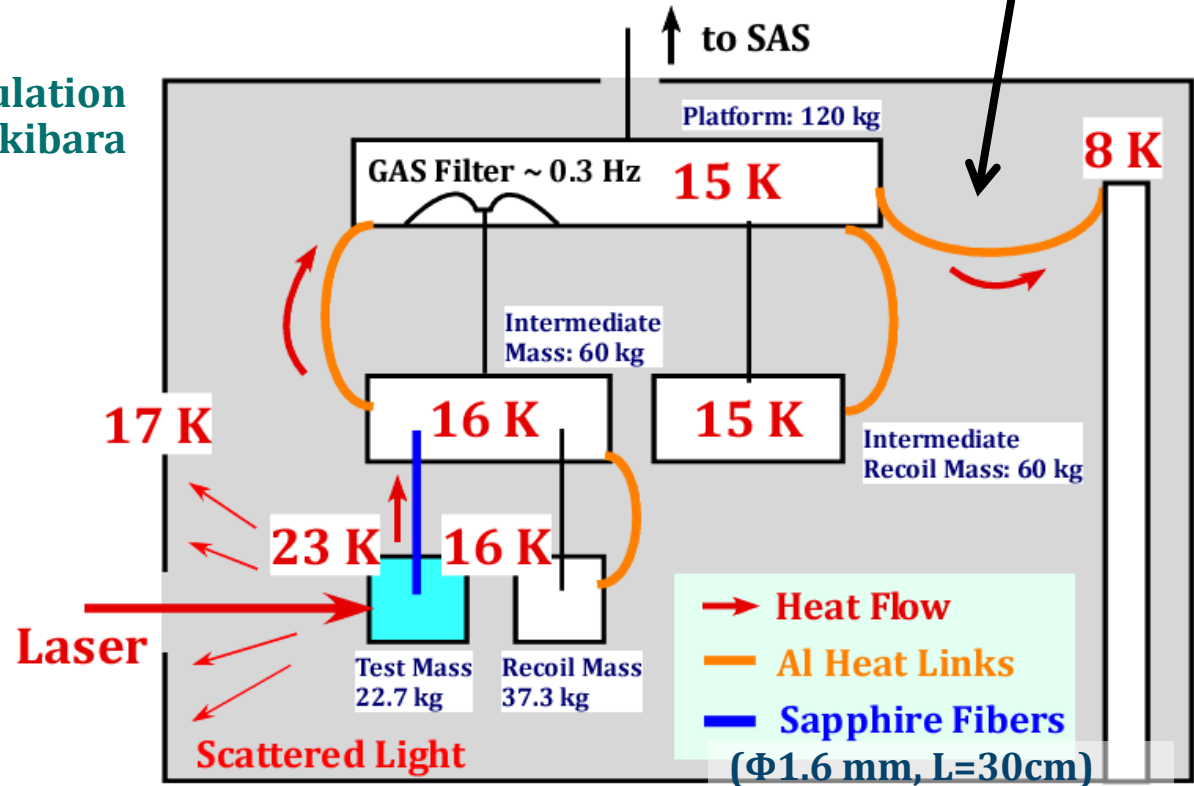 to SAS
ulation
kibara
Platform: 120 kg
8 K
GAS Filter ~ 0.3 Hz
15 K
Intermediate
Mass: 60 kg
17 K
16 K
15 K
Intermediate
Recoil Mass: 60 kg
23 K
16 K
Laser
Test Mass
22.7 kg
Recoil Mass
37.3 kg
Scattered Light
Heat Flow
Al Heat Links
Sapphire Fibers
(Φ1.6 mm, L=30cm)